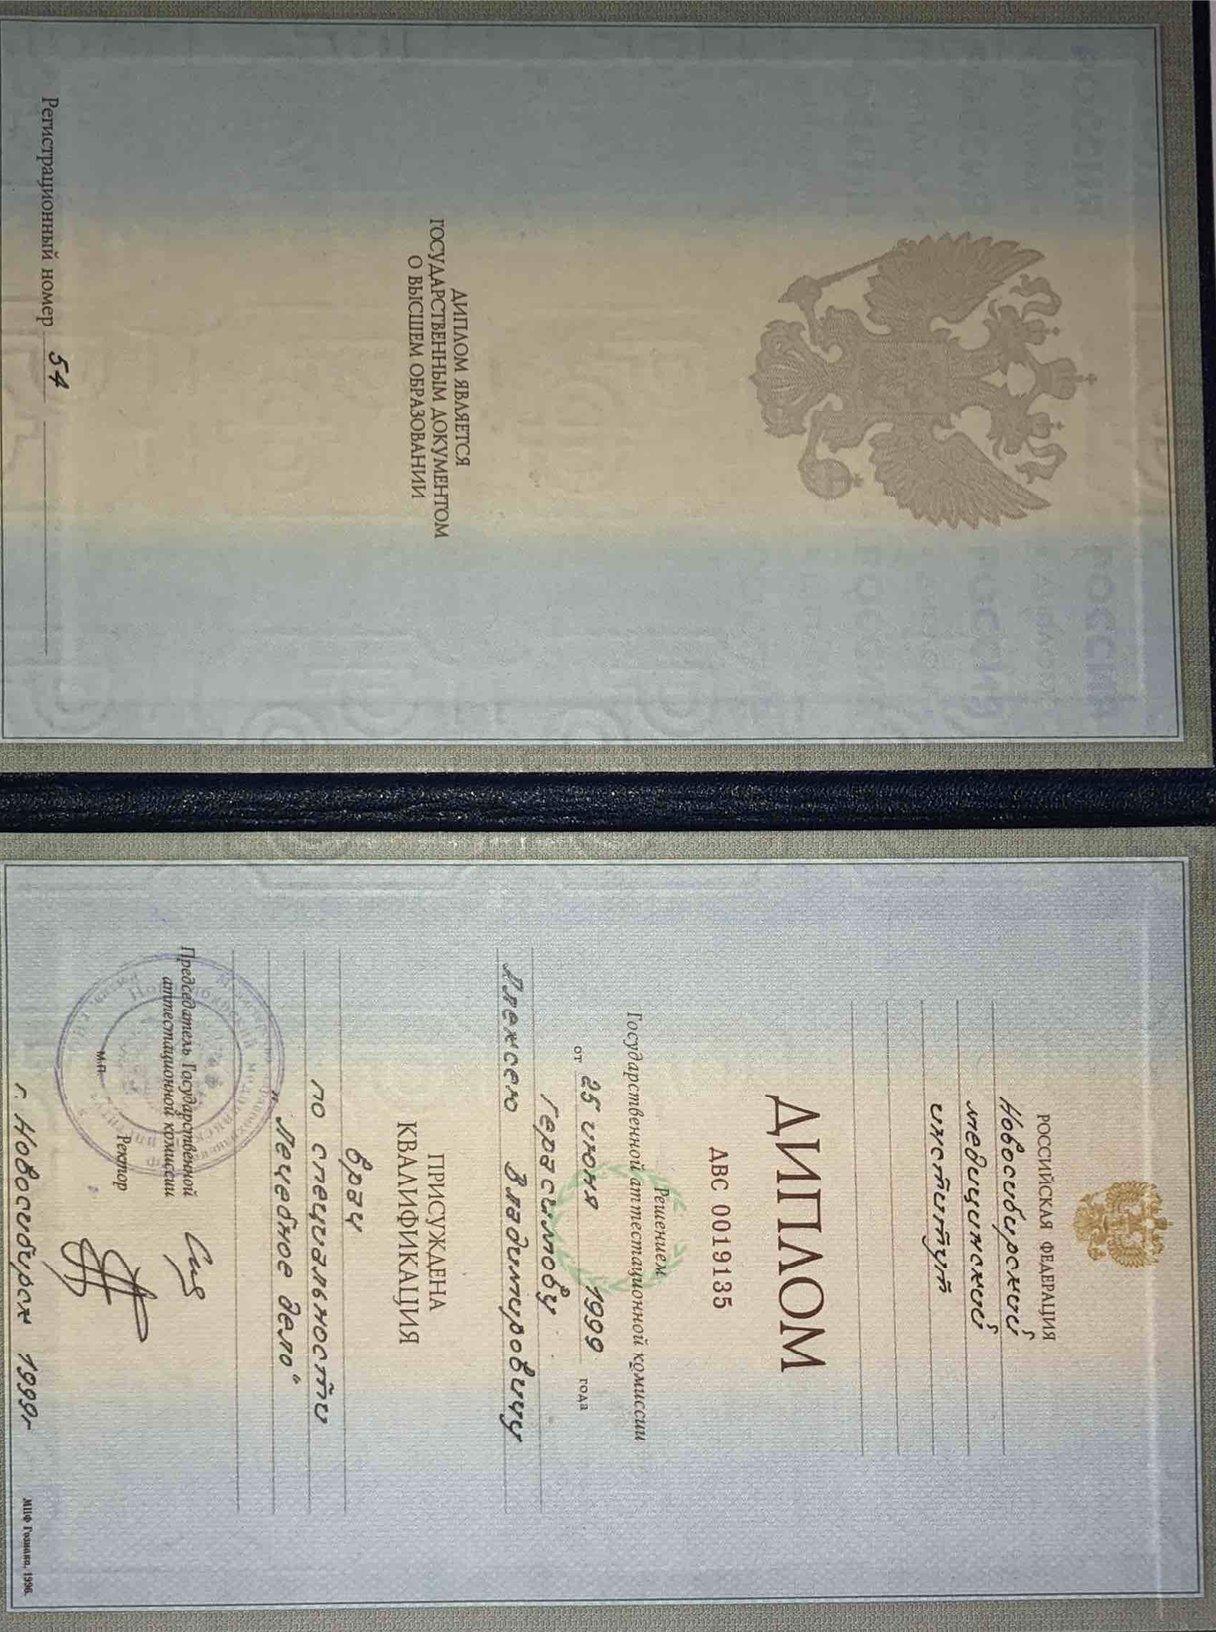 ДИПЛОМ ЯВЛЯЕТСЯ
ГОСУДАРСТВЕННЫМ ДОКУМЕНТОМ
О ВЫСШЕМ ОБРАЗОВАНИИ
Регистрационный номер 54
РОССИЙСКАЯ ФЕДЕРАЦИЯ
Новосибирский
медицинский
институт
ДИПЛОМ
АВС 0019135
Решением
Государственной аттестационной комиссии
от 25 июня 1999 года
Герасимову
Алексею Владимировичу
ПРИСУЖДЕНА
КВАЛИФИКАЦИЯ
врач
по специальности
"Лечебное дело"
Председатель Государственной
аттестационной комиссии
Ректор
М.П.
г. Новосибирск 1999г
МПФ Гознака. 1996.